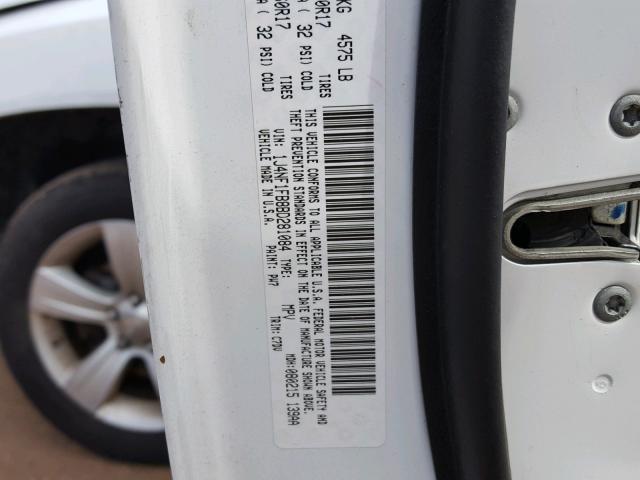 KG 4575 LB
TIRES
0R17
A ( 32 PSI) COLD
TIRES
0R17
A ( 32 PSI) COLD
THIS VEHICLE CONFORMS TO ALL APPLICABLE U.S.A. FEDERAL MOTOR VEHICLE SAFETY AND
THEFT PREVENTION STANDARDS IN EFFECT ON THE DATE OF MANUFACTURE SHOWN ABOVE.
VIN: 1J4NF1FB8BD281084 TYPE: MPV MDH:080215 139AA
VEHICLE MADE IN U.S.A. PAINT: PW7 TRIM: C7DV